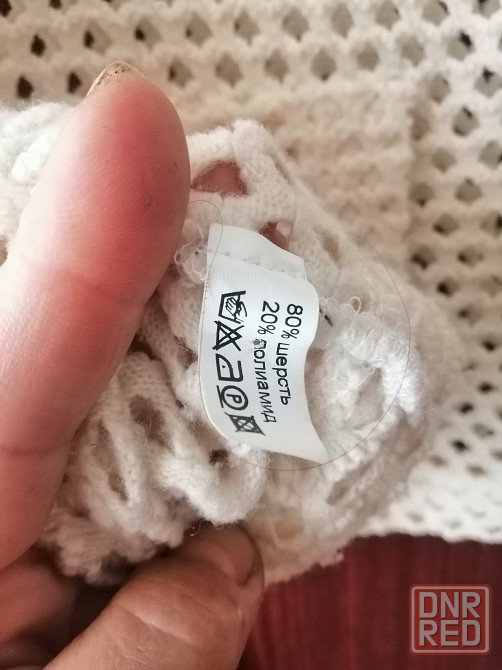 80% шерсть
20% полиамид
P
DNR
RED